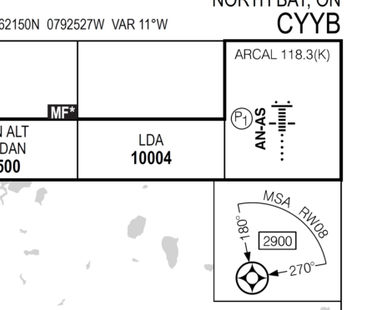 NORTH BAY, ON
62150N 0792527W VAR 11°W
CYYB
ARCAL 118.3(K)
MF*
P1
AN-AS
ALT
DAN
500
LDA
10004
MSA RW08
180°
2900
270°